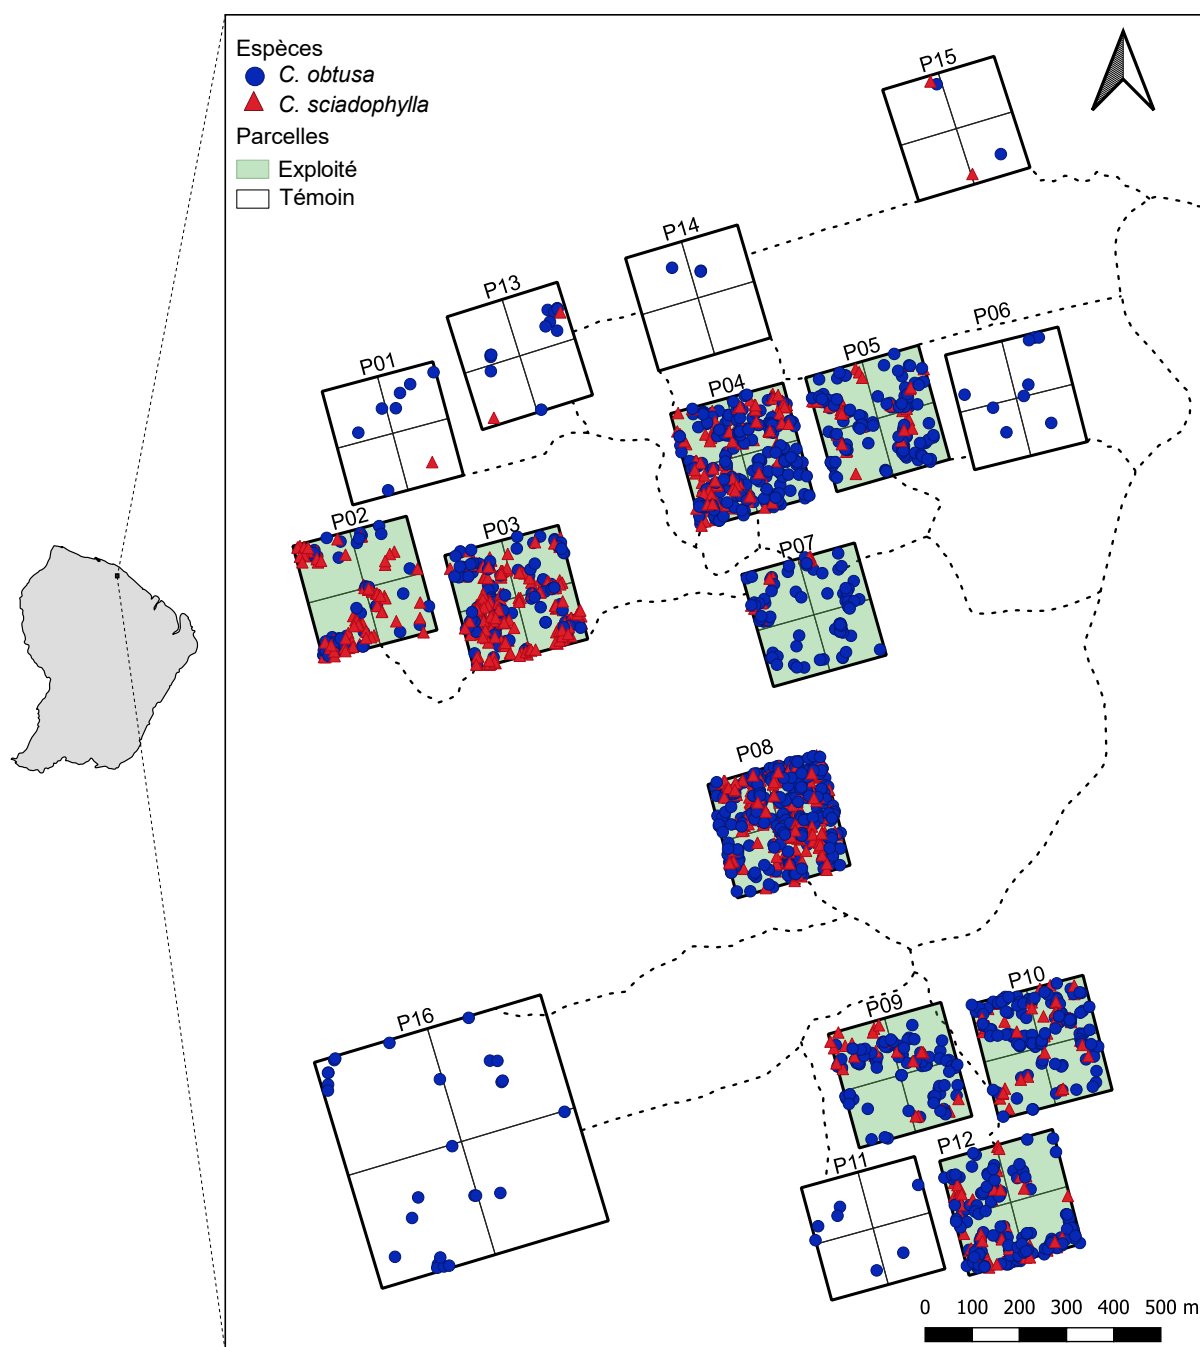 Espèces
C. obtusa
C. sciadophylla
Parcelles
Exploité
Témoin
P15
P14
P13
P06
P05
P01
P04
P02
P03
P07
P08
P10
P09
P16
P12
P11
0 100 200 300 400 500 m